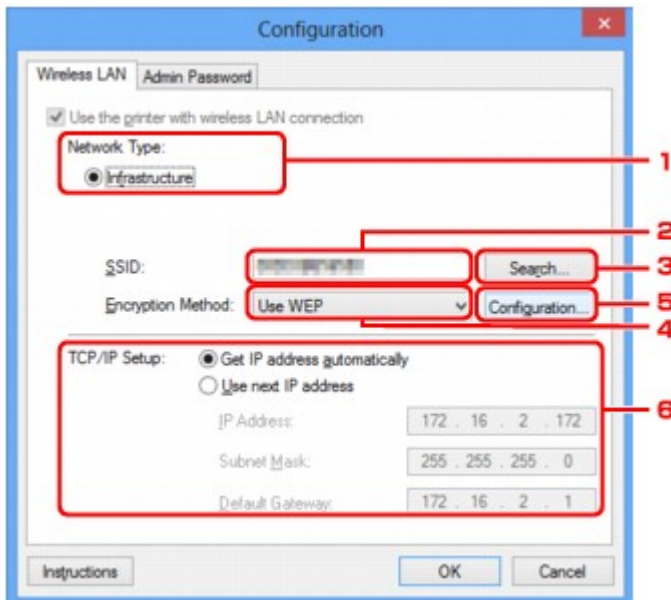 Configuration
Wireless LAN Admin Password
Use the printer with wireless LAN connection
Network Type:
1
Infrastructure
2
SSID: Search... 3
Encryption Method: Use WEP Configuration... 5
4
TCP/IP Setup: Get IP address automatically
Use next IP address
6
IP Address: 172 . 16 . 2 . 172
Subnet Mask: 255 . 255 . 255 . 0
Default Gateway: 172 . 16 . 2 . 1
Instructions OK Cancel